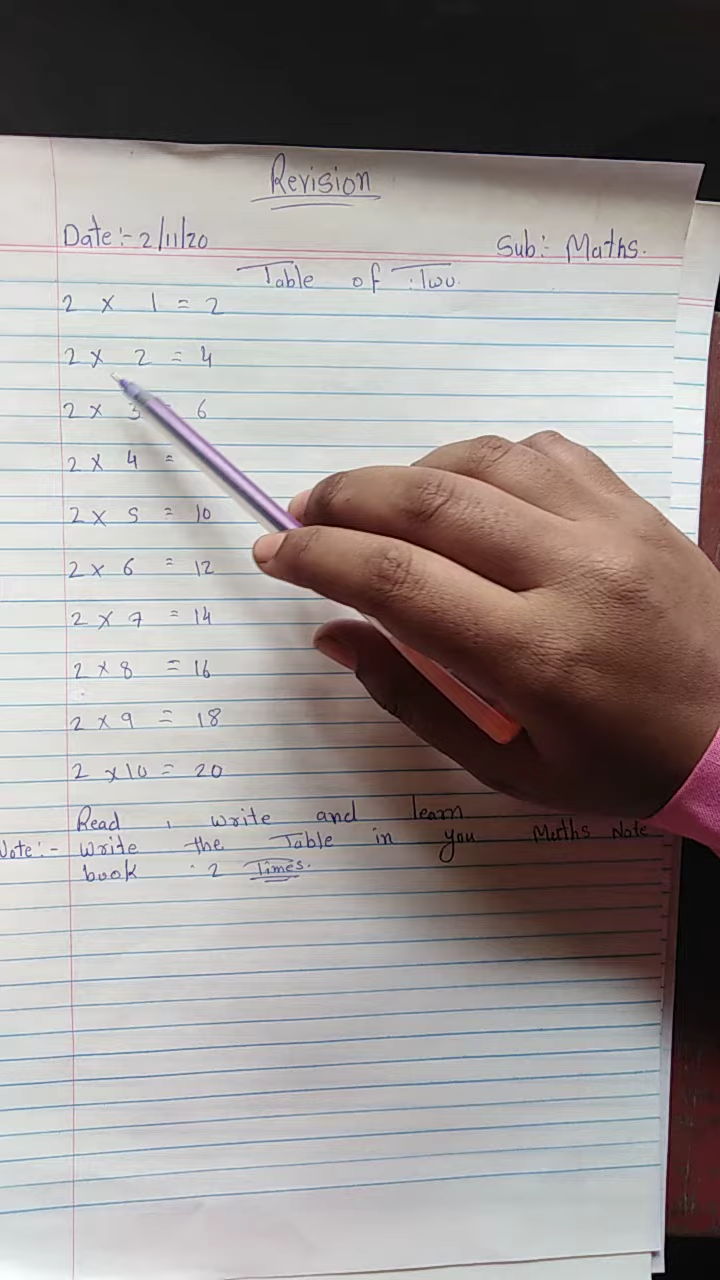 Revision
Date:- 2/11/20 Sub:- Maths.
Table of Two.
2 x 1 = 2
2 x 2 = 4
2 x 3 = 6
2 x 4 =
2 x 5 = 10
2 x 6 = 12
2 x 7 = 14
2 x 8 = 16
2 x 9 = 18
2 x 10 = 20
Read , write and learn
Note:- Write the Table in you Maths Note
book 2 Times.